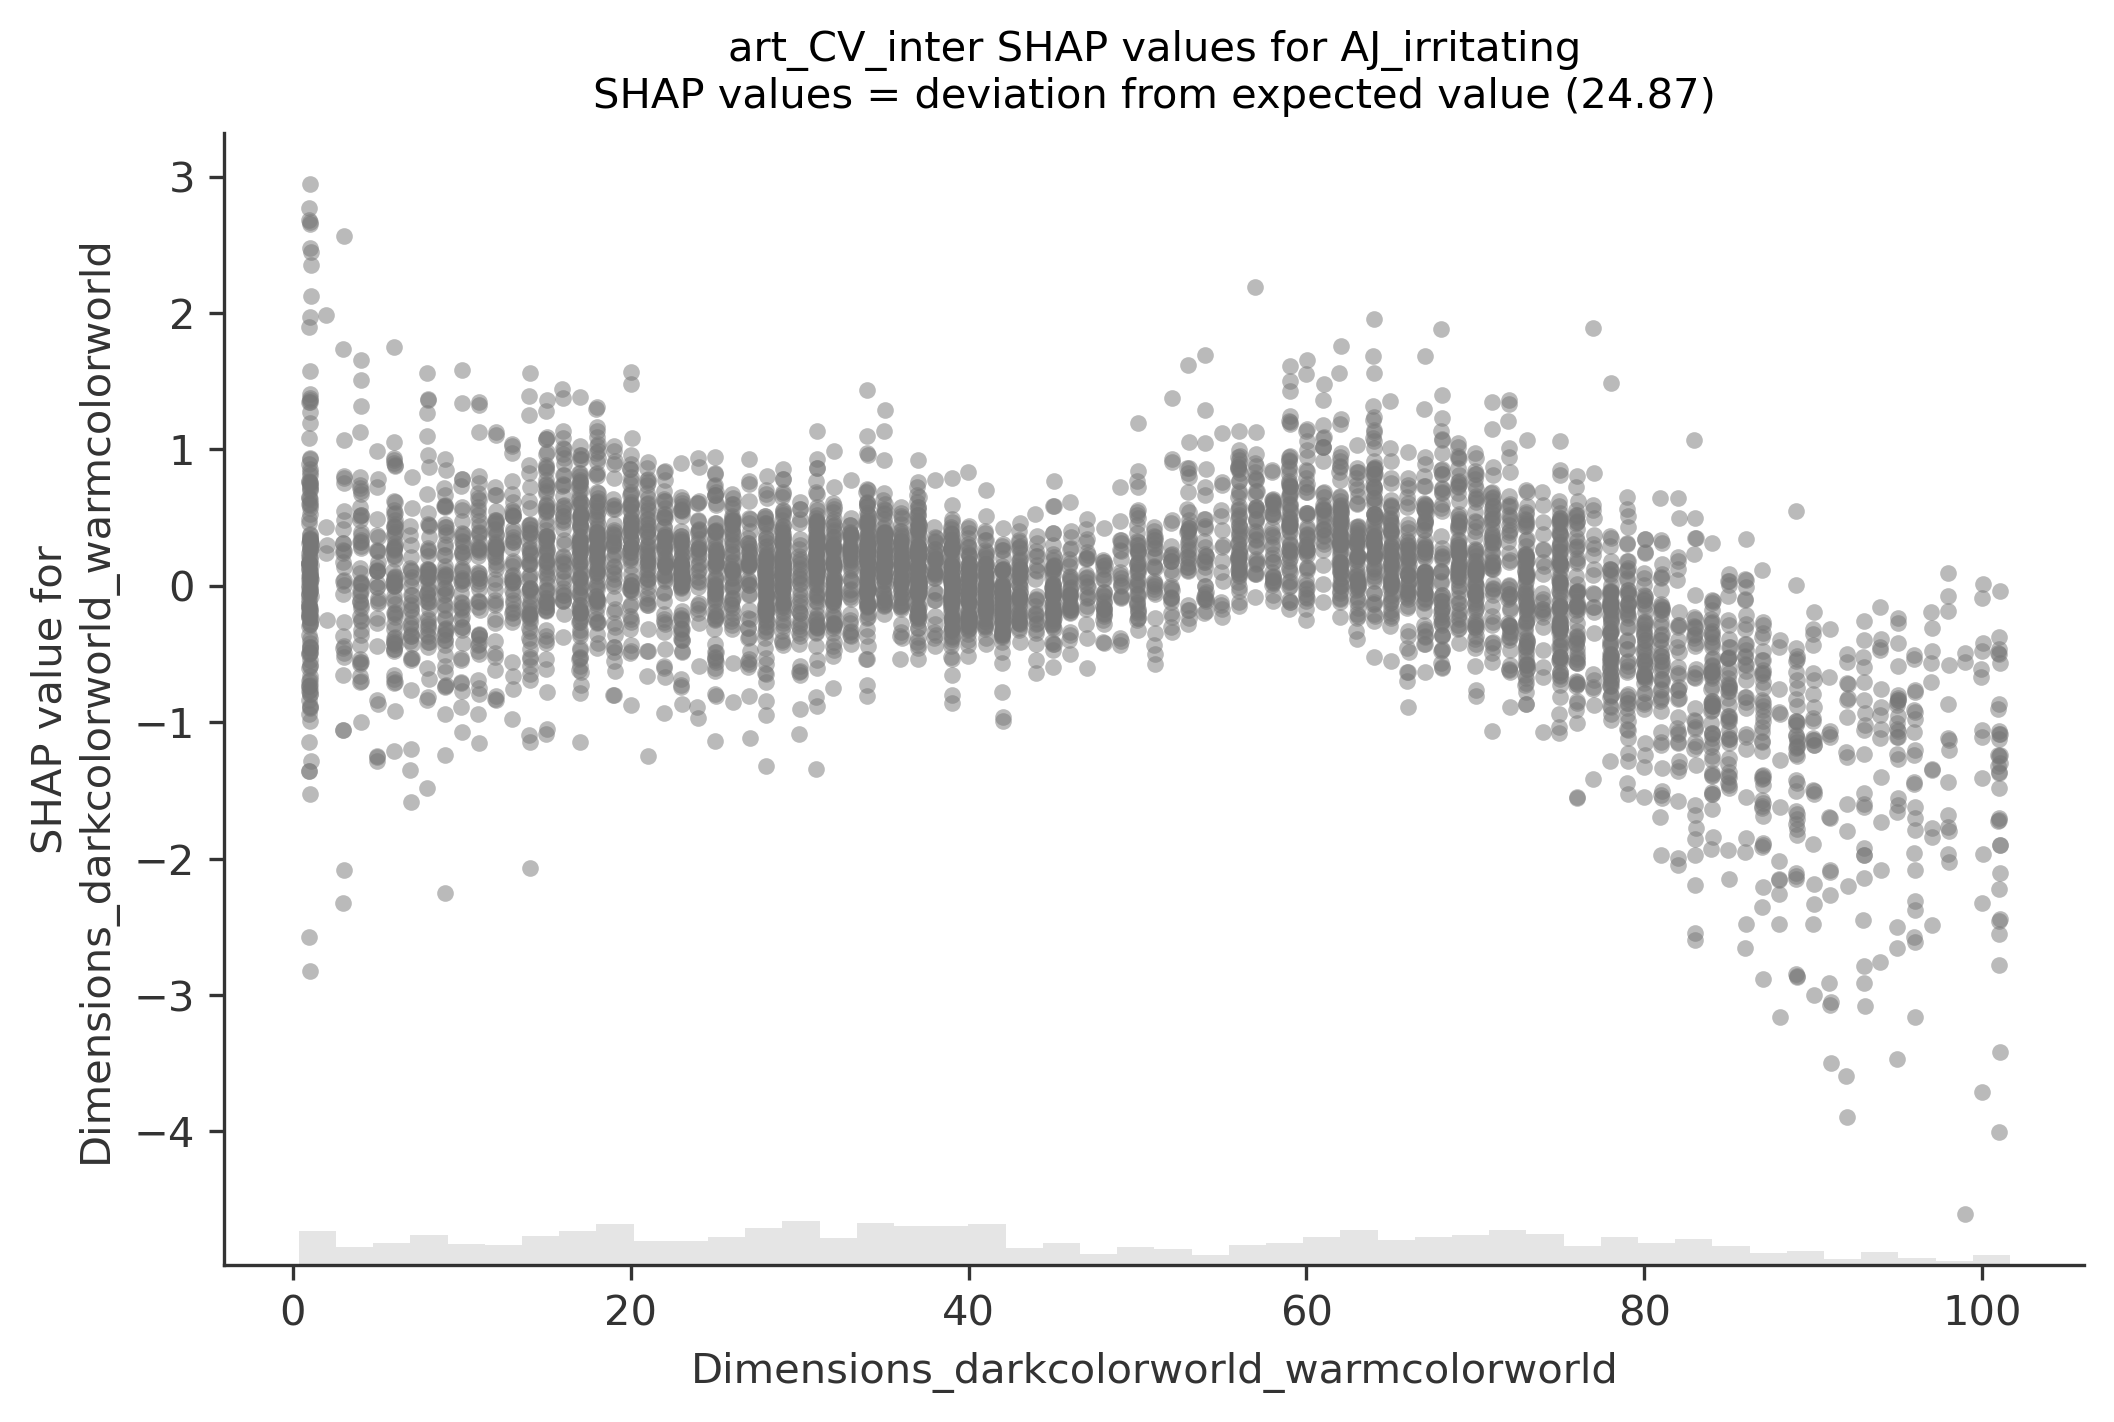 art_CV_inter SHAP values for AJ_irritating
SHAP values = deviation from expected value (24.87)
SHAP value for
Dimensions_darkcolorworld_warmcolorworld
3
2
1
0
−1
−2
−3
−4
0 20 40 60 80 100
Dimensions_darkcolorworld_warmcolorworld